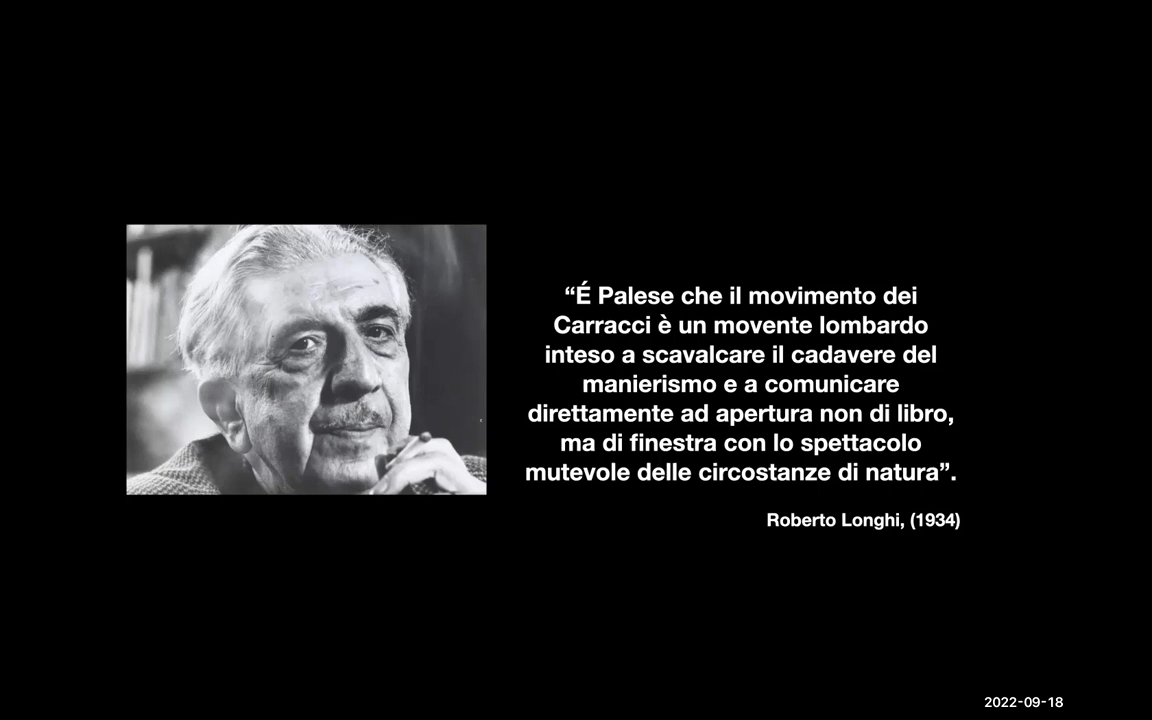 “É Palese che il movimento dei
Carracci è un movente lombardo
inteso a scavalcare il cadavere del
manierismo e a comunicare
direttamente ad apertura non di libro,
ma di finestra con lo spettacolo
mutevole delle circostanze di natura”.
Roberto Longhi, (1934)
2022-09-18